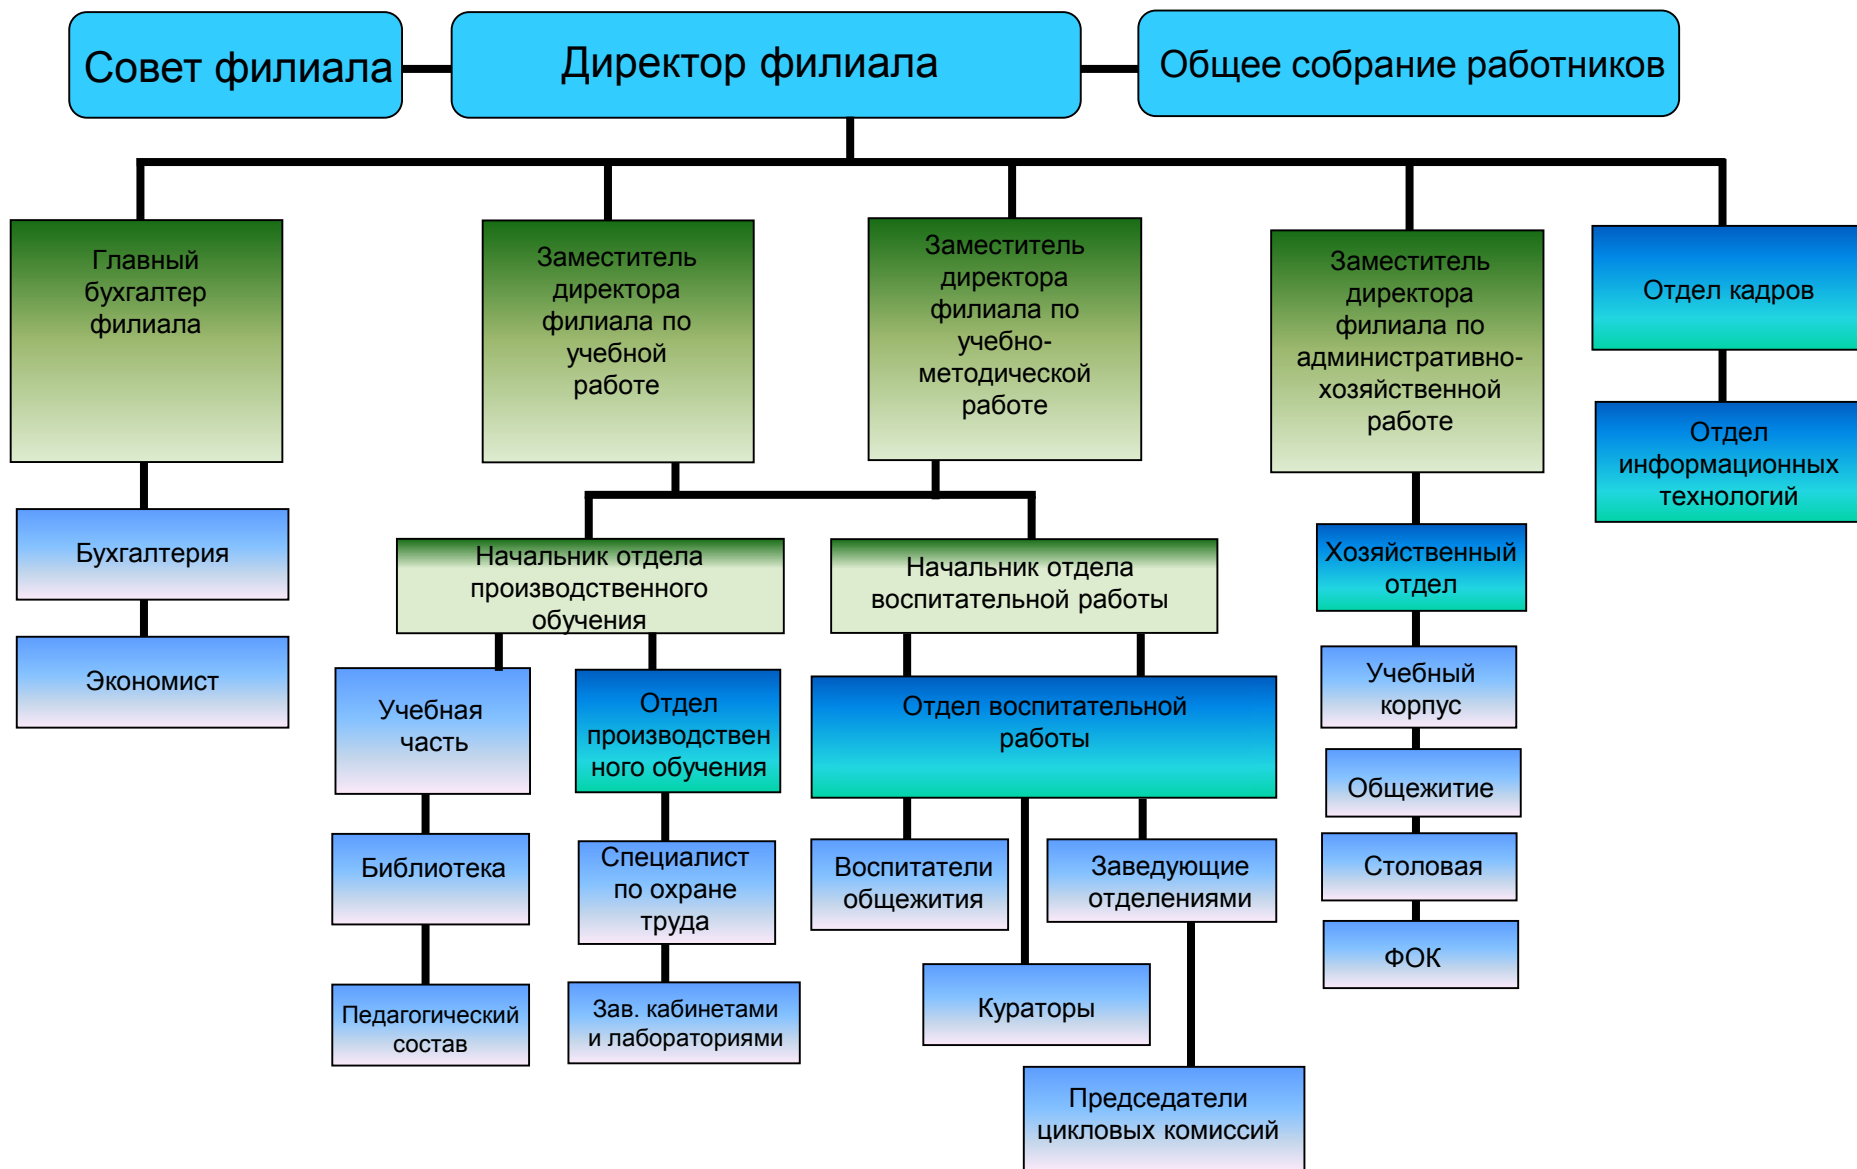 Совет филиала
Директор филиала
Общее собрание работников
Главный
бухгалтер
филиала
Заместитель
директора
филиала по
учебной
работе
Заместитель
директора
филиала по
учебно-
методической
работе
Заместитель
директора
филиала по
административно-
хозяйственной
работе
Отдел кадров
Отдел
информационных
технологий
Бухгалтерия
Экономист
Начальник отдела
производственного
обучения
Начальник отдела
воспитательной работы
Хозяйственный
отдел
Учебная
часть
Отдел
производствен
ного обучения
Отдел воспитательной
работы
Учебный
корпус
Общежитие
Столовая
ФОК
Библиотека
Специалист
по охране
труда
Воспитатели
общежития
Заведующие
отделениями
Педагогический
состав
Зав. кабинетами
и лабораториями
Кураторы
Председатели
цикловых комиссий